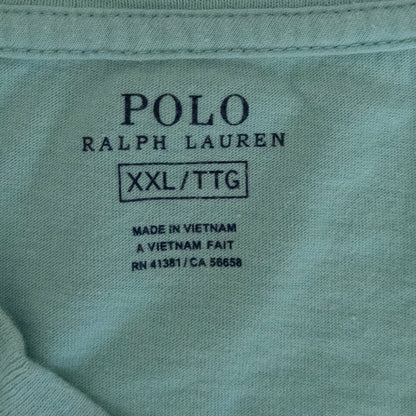 POLO
RALPH LAUREN
XXL/TTG
MADE IN VIETNAM
A VIETNAM FAIT
RN 41381/CA 56658